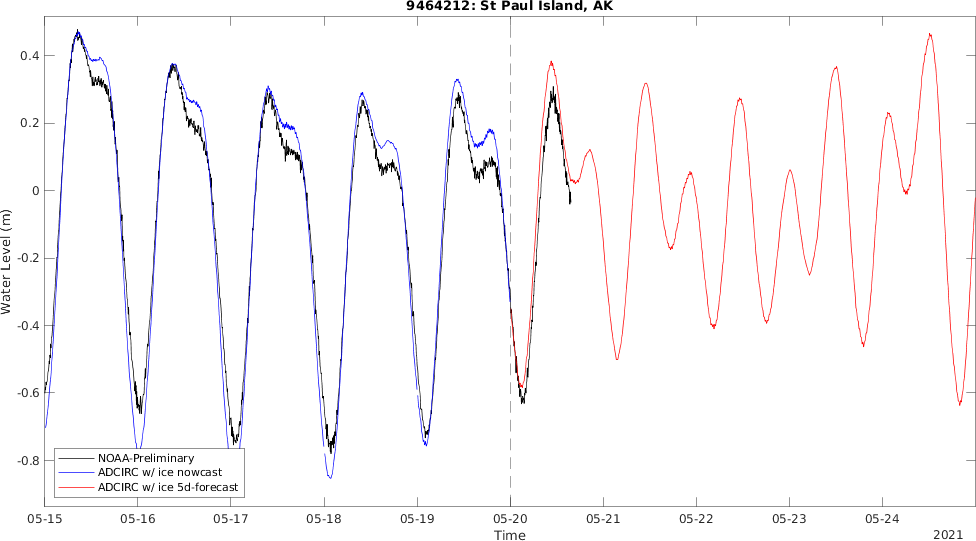 9464212: St Paul Island, AK
Water Level (m)
0.4
0.2
0
-0.2
-0.4
-0.6
-0.8
NOAA-Preliminary
ADCIRC w/ ice nowcast
ADCIRC w/ ice 5d-forecast
05-15 05-16 05-17 05-18 05-19 05-20 05-21 05-22 05-23 05-24
Time
2021